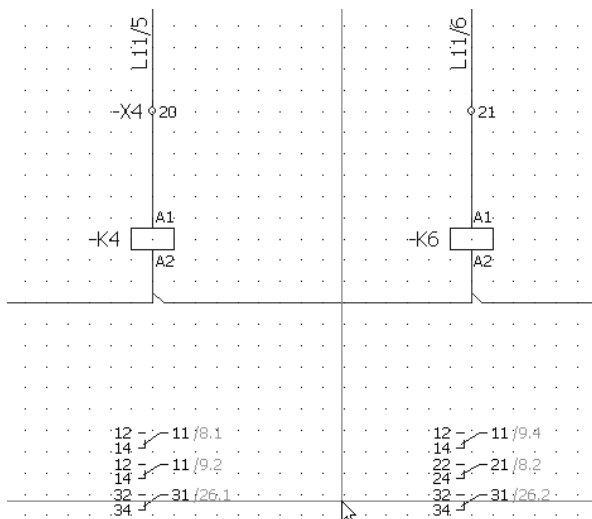 L11/5
L11/6
-X4 20
21
A1
A1
-K4
-K6
A2
A2
12 11 /8.1
14
12 11 /9.4
14
12 11 /9.2
14
22 21 /8.2
24
32 31 /26.1
34
32 31 /26.2
34